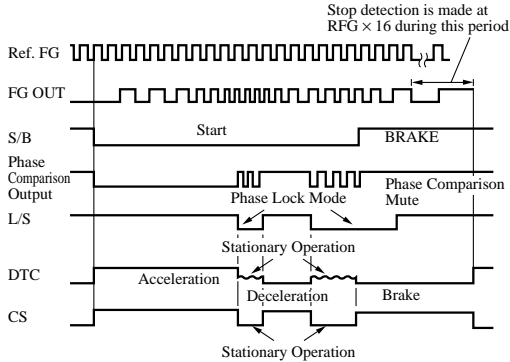 Stop detection is made at
RFG × 16 during this period
Ref. FG
FG OUT
S/B
Start
BRAKE
Phase
Comparison
Output
Phase Comparison
Mute
Phase Lock Mode
L/S
Stationary Operation
DTC
Acceleration
Deceleration
Brake
CS
Stationary Operation